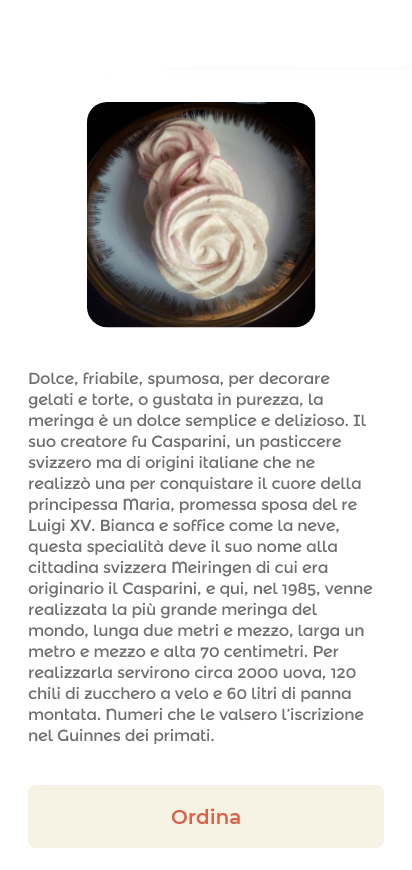 Dolce, friabile, spumosa, per decorare
gelati e torte, o gustata in purezza, la
meringa è un dolce semplice e delizioso. Il
suo creatore fu Casparini, un pasticcere
svizzero ma di origini italiane che ne
realizzò una per conquistare il cuore della
principessa Maria, promessa sposa del re
Luigi XV. Bianca e soffice come la neve,
questa specialità deve il suo nome alla
cittadina svizzera Meiringen di cui era
originario il Casparini, e qui, nel 1985, venne
realizzata la più grande meringa del
mondo, lunga due metri e mezzo, larga un
metro e mezzo e alta 70 centimetri. Per
realizzarla servirono circa 2000 uova, 120
chili di zucchero a velo e 60 litri di panna
montata. Numeri che le valsero l'iscrizione
nel Guinnes dei primati.
Ordina